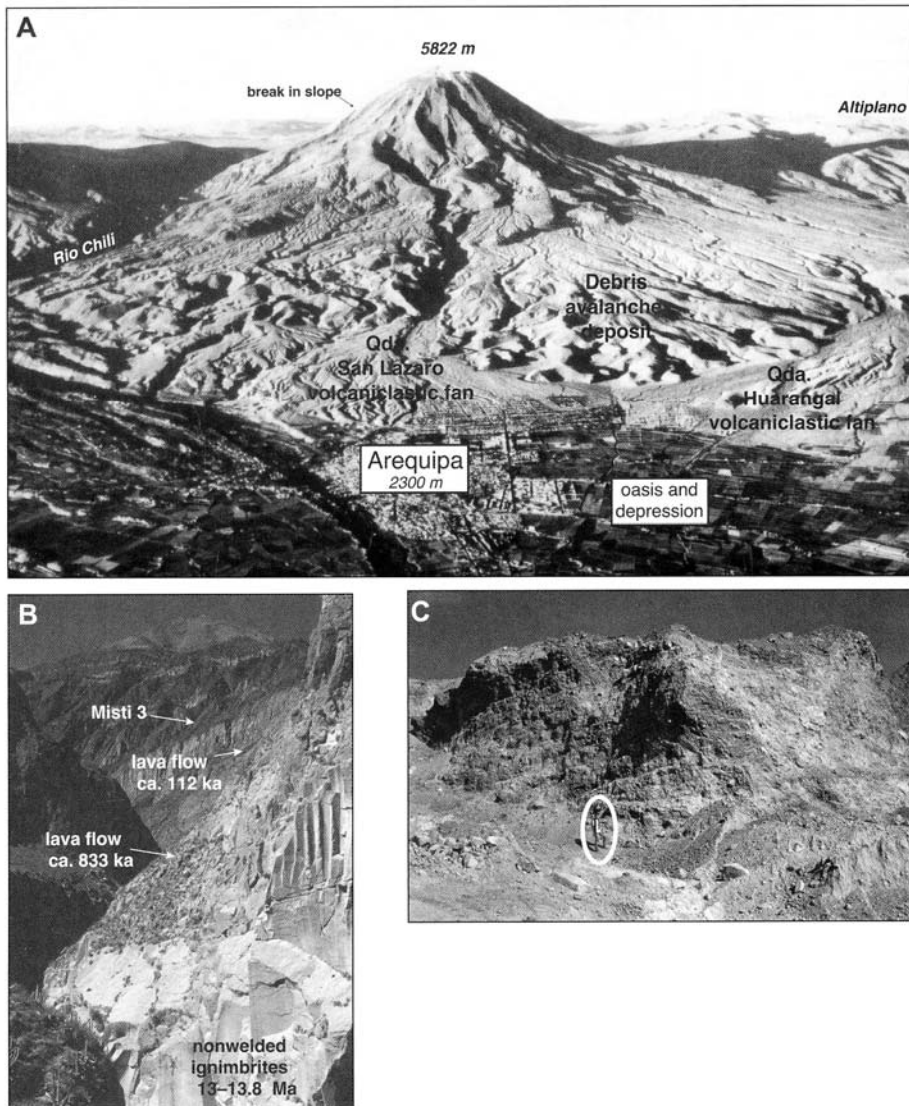 A
5822 m
break in slope
Altiplano
Rio Chili
Debris
avalanche
deposit
Qda.
San Lazaro
volcaniclastic fan
Qda.
Huarangal
volcaniclastic fan
Arequipa
2300 m
oasis and
depression
B
Misti 3
lava flow
ca. 112 ka
lava flow
ca. 833 ka
nonwelded
ignimbrites
13–13.8 Ma
C